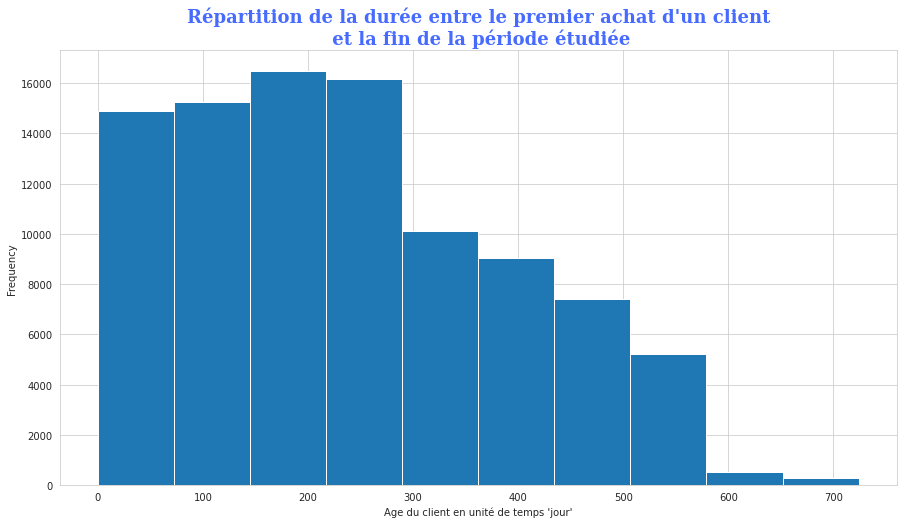 Répartition de la durée entre le premier achat d'un client
et la fin de la période étudiée
16000
14000
12000
10000
8000
6000
4000
2000
0
Frequency
0 100 200 300 400 500 600 700
Age du client en unité de temps 'jour'